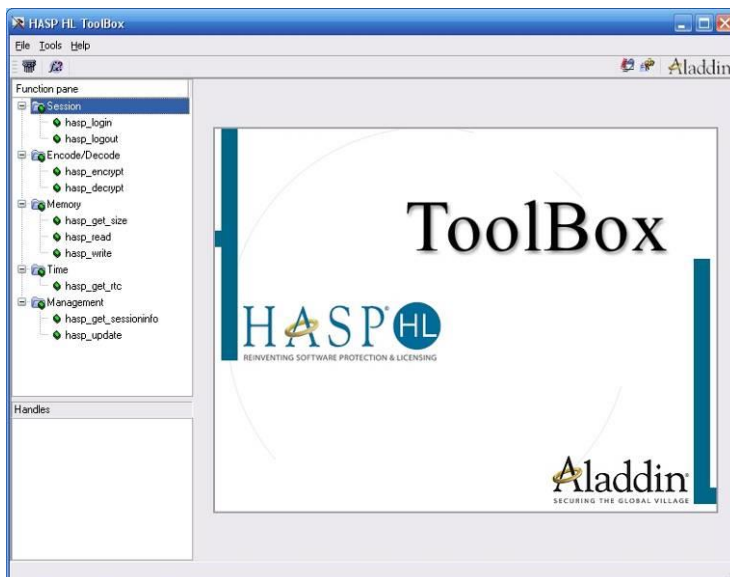 HASP HL ToolBox
File Tools Help
Aladdin
Function pane
Session
hasp_login
hasp_logout
Encode/Decode
hasp_encrypt
hasp_decrypt
Memory
hasp_get_size
hasp_read
hasp_write
Time
hasp_get_rtc
Management
hasp_get_sessioninfo
hasp_update
Handles
ToolBox
HASP® HL
REINVENTING SOFTWARE PROTECTION & LICENSING
Aladdin®
SECURING THE GLOBAL VILLAGE